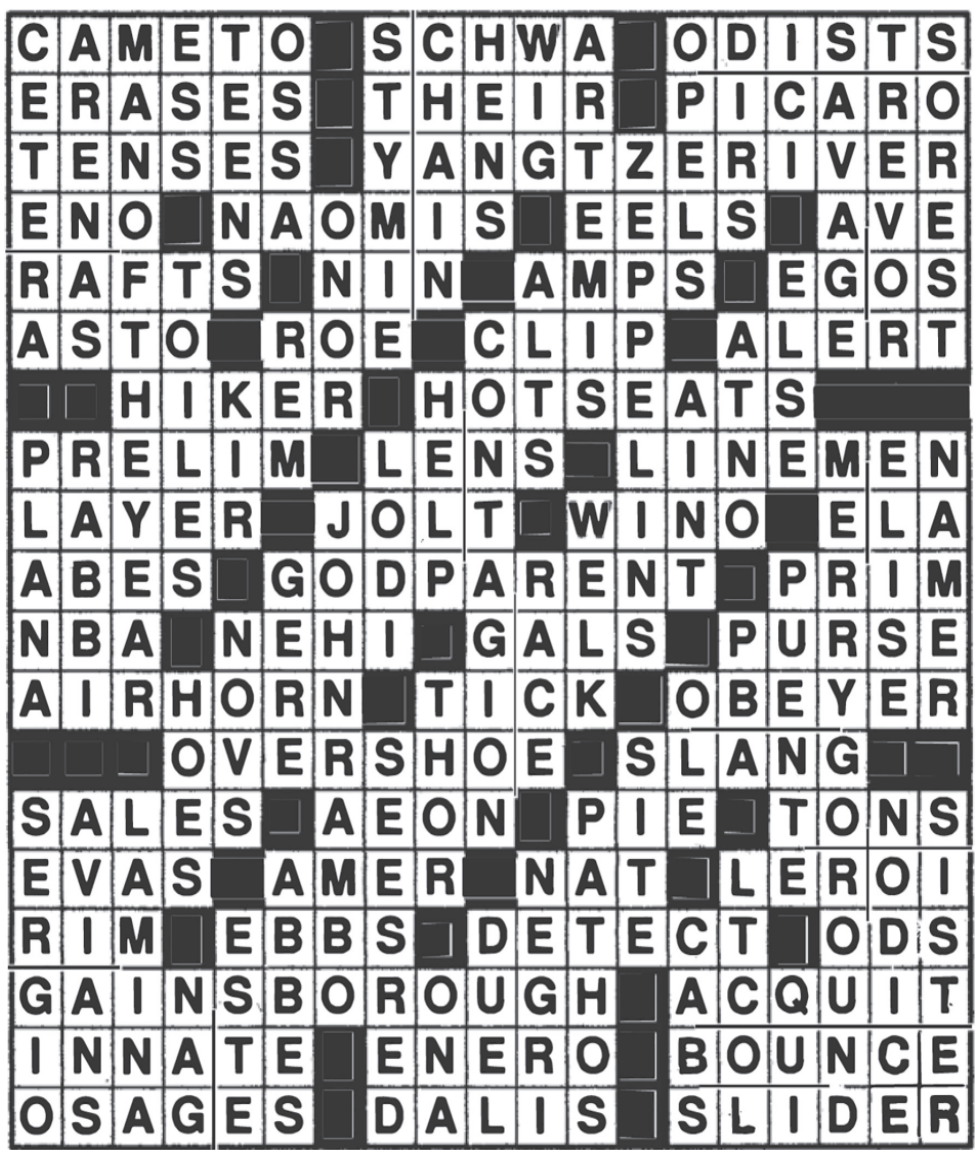 CAMETO SCHWA ODISTS
ERASES THEIR PICARO
TENSES YANGTZERIVER
ENO NAOMIS EELS AVE
RAFTS NIN AMPS EGOS
ASTO ROE CLIP ALERT
HIKER HOTSEATS
PRELIM LENS LINEMEN
LAYER JOLT WINO ELA
ABES GODPARENT PRIM
NBA NEHI GALS PURSE
AIRHORN TICK OBEYER
OVERSHOE SLANG
SALES AEON PIE TONS
EVAS AMER NAT LEROI
RIM EBBS DETECT ODS
GAINSBOROUGH ACQUIT
INNATE ENERO BOUNCE
OSAGES DALIS SLIDER